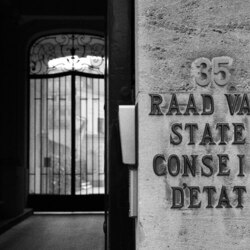 35
RAAD VA
STATE
CONSEI
D'ETAT